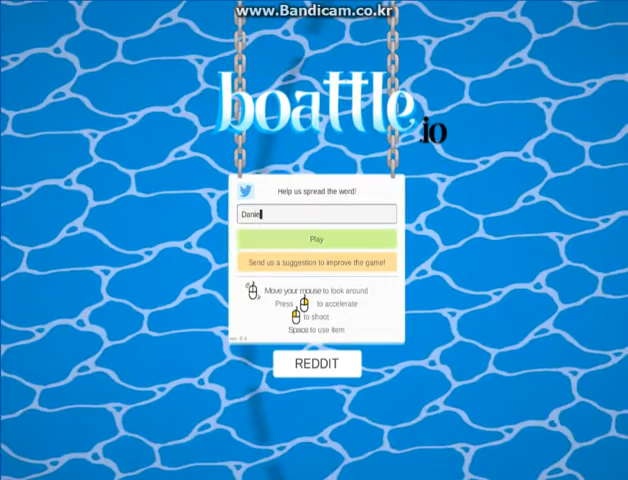 www.Bandicam.co.kr
boattle
.io
Help us spread the word!
Danie
Play
Send us a suggestion to improve the game!
Move your mouse to look around
Press to accelerate
to shoot
Space to use item
REDDIT